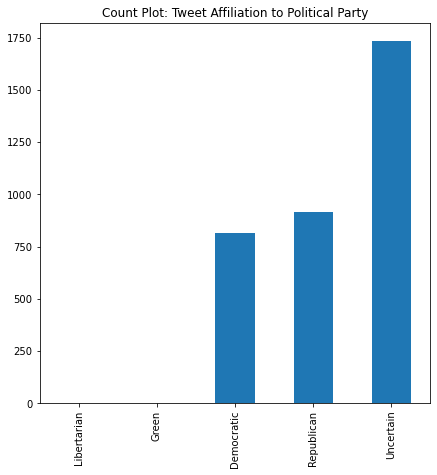 Count Plot: Tweet Affiliation to Political Party
1750
1500
1250
1000
750
500
250
0
Libertarian
Green
Democratic
Republican
Uncertain